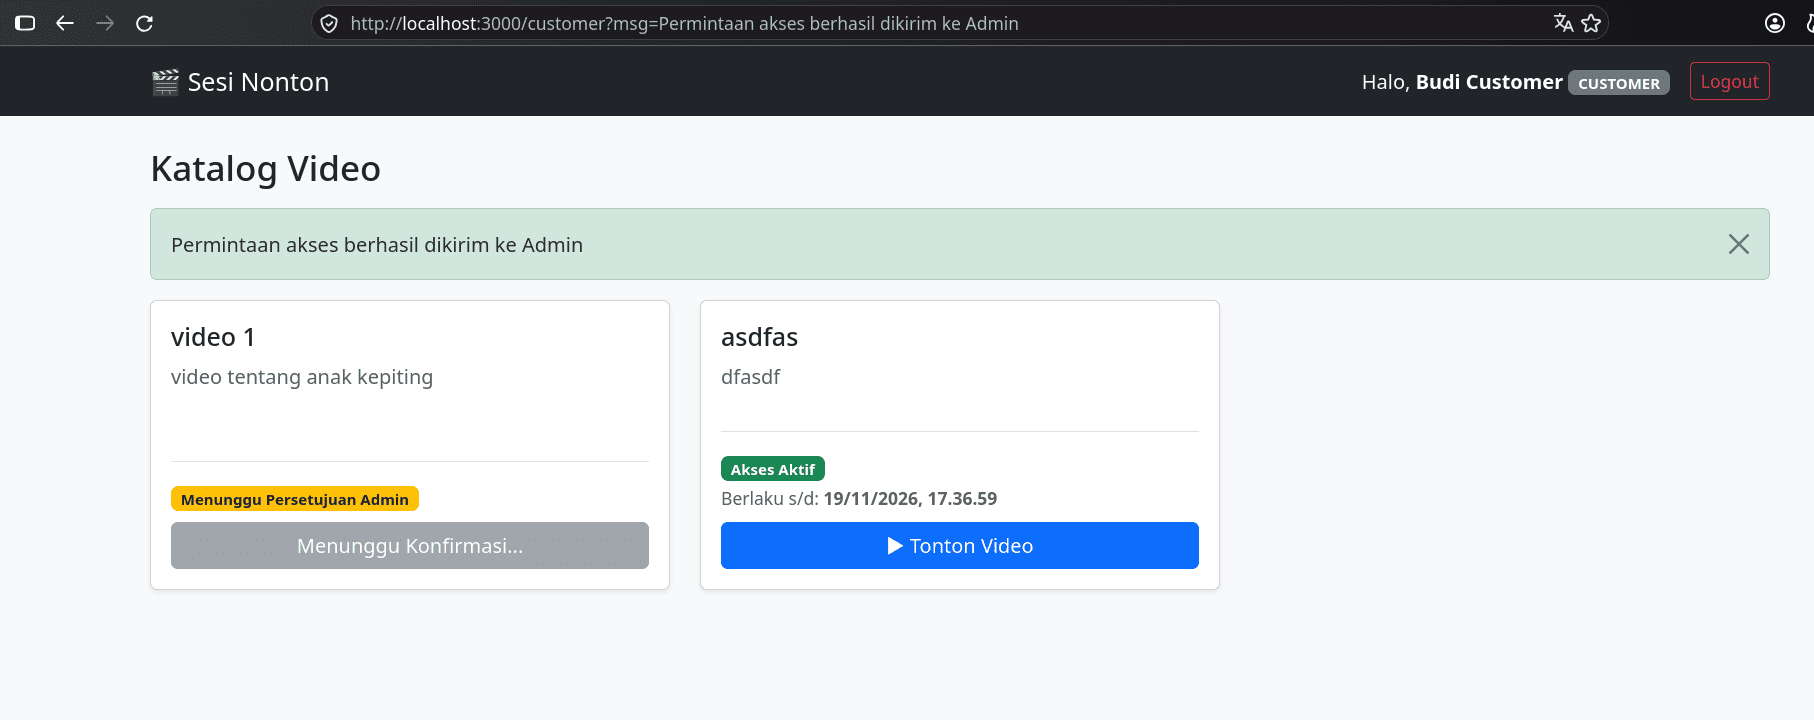 http://localhost:3000/customer?msg=Permintaan akses berhasil dikirim ke Admin
Sesi Nonton
Halo, Budi Customer CUSTOMER
Logout
Katalog Video
Permintaan akses berhasil dikirim ke Admin
video 1
video tentang anak kepiting
Menunggu Persetujuan Admin
Menunggu Konfirmasi...
asdfas
dfasdf
Akses Aktif
Berlaku s/d: 19/11/2026, 17.36.59
Tonton Video